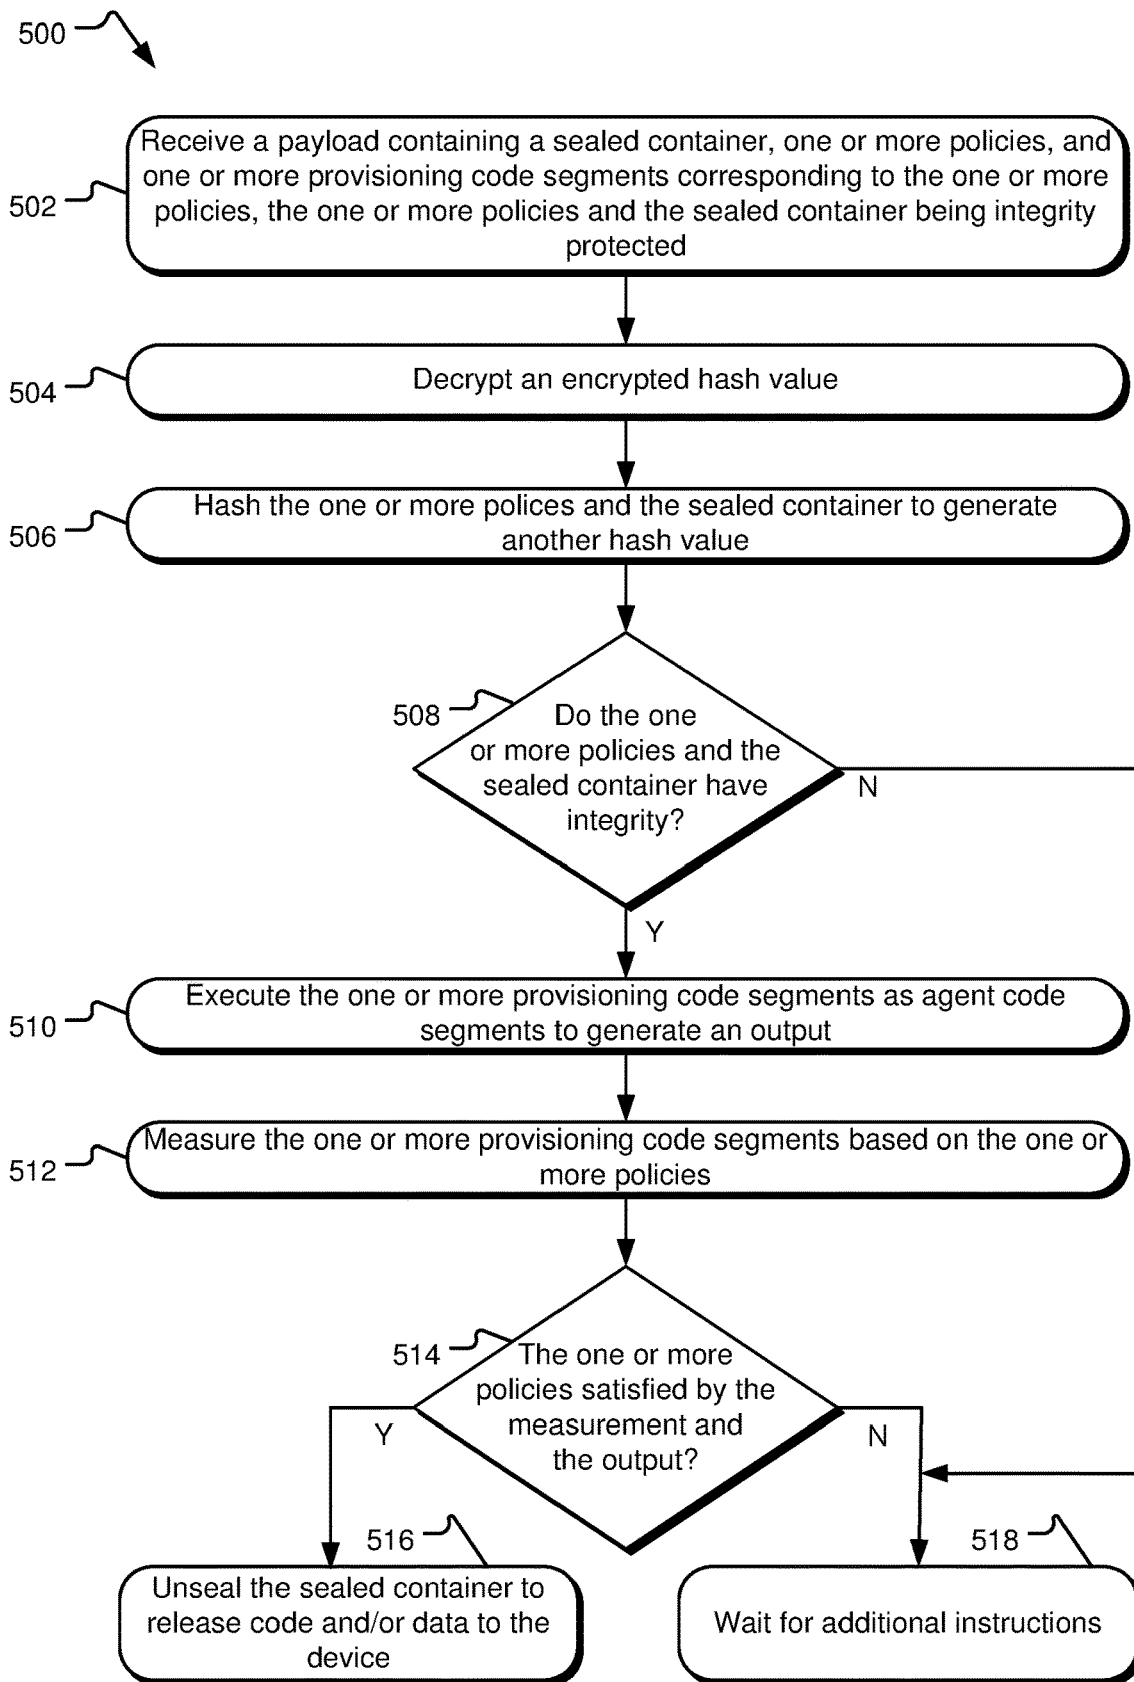 500
Receive a payload containing a sealed container, one or more policies, and
one or more provisioning code segments corresponding to the one or more
policies, the one or more policies and the sealed container being integrity
protected
502
Decrypt an encrypted hash value
504
Hash the one or more polices and the sealed container to generate
another hash value
506
508
Do the one
or more policies and the
sealed container have
integrity?
N
Y
Execute the one or more provisioning code segments as agent code
segments to generate an output
510
Measure the one or more provisioning code segments based on the one or
more policies
512
514
The one or more
policies satisfied by the
measurement and
the output?
Y
N
516
518
Unseal the sealed container to
release code and/or data to the
device
Wait for additional instructions